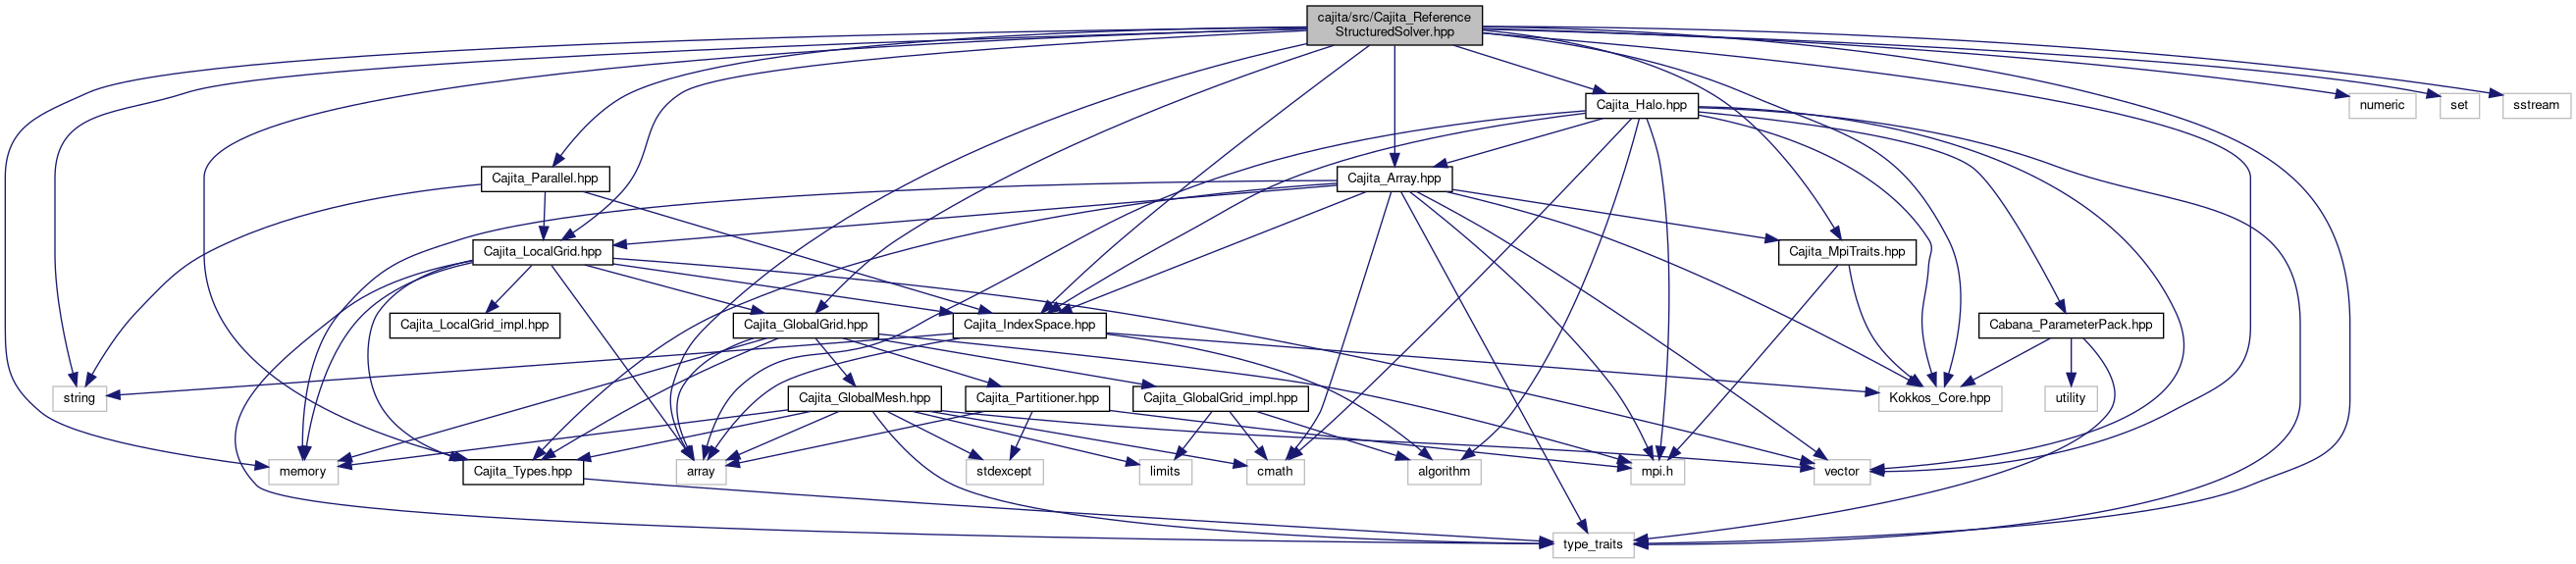 cajita/src/Cajita_Reference
StructuredSolver.hpp
Cajita_Halo.hpp
numeric
set
sstream
Cajita_Parallel.hpp
Cajita_Array.hpp
Cajita_LocalGrid.hpp
Cajita_MpiTraits.hpp
Cajita_LocalGrid_impl.hpp
Cajita_GlobalGrid.hpp
Cajita_IndexSpace.hpp
Cabana_ParameterPack.hpp
string
Cajita_GlobalMesh.hpp
Cajita_Partitioner.hpp
Cajita_GlobalGrid_impl.hpp
Kokkos_Core.hpp
utility
memory
Cajita_Types.hpp
array
stdexcept
limits
cmath
algorithm
mpi.h
vector
type_traits